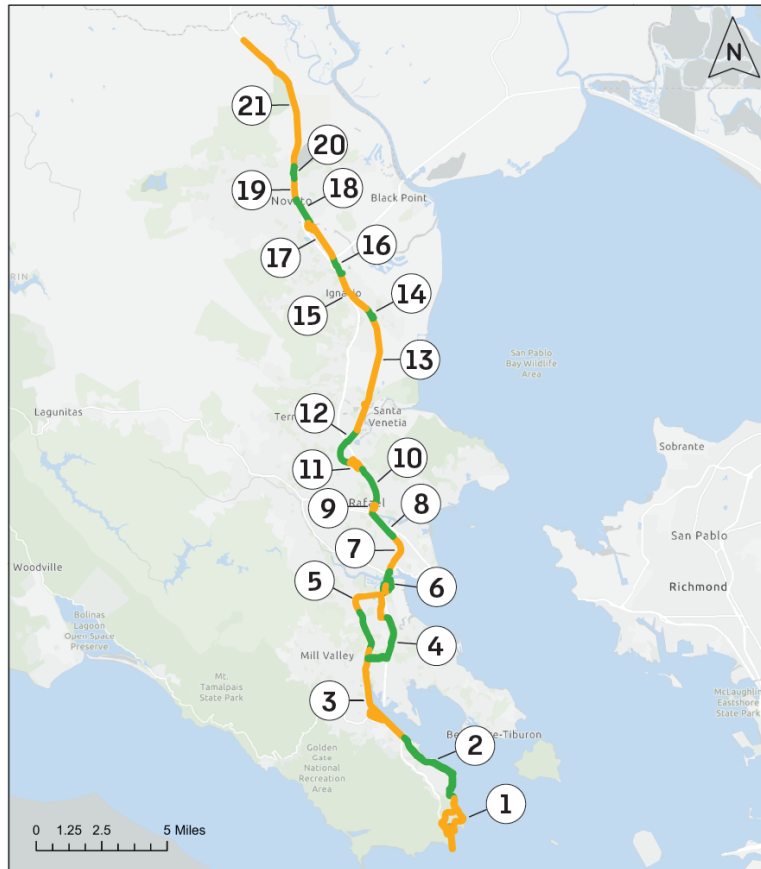 N
21
20
19
18
Novato
Black Point
17
16
15
14
13
San Pablo
Bay Wildlife
Area
Lagunitas
12
Santa
Venetia
Sobrante
11
10
Rafael
9
8
San Pablo
7
Woodville
Richmond
5
6
Bolinas
Lagoon
Open Space
Preserve
Mill Valley
4
Mt.
Tamalpais
State Park
3
McLaughlin
Eastshore
State Park
2
Golden
Gate
National
Recreation
Area
1
0 1.25 2.5 5 Miles